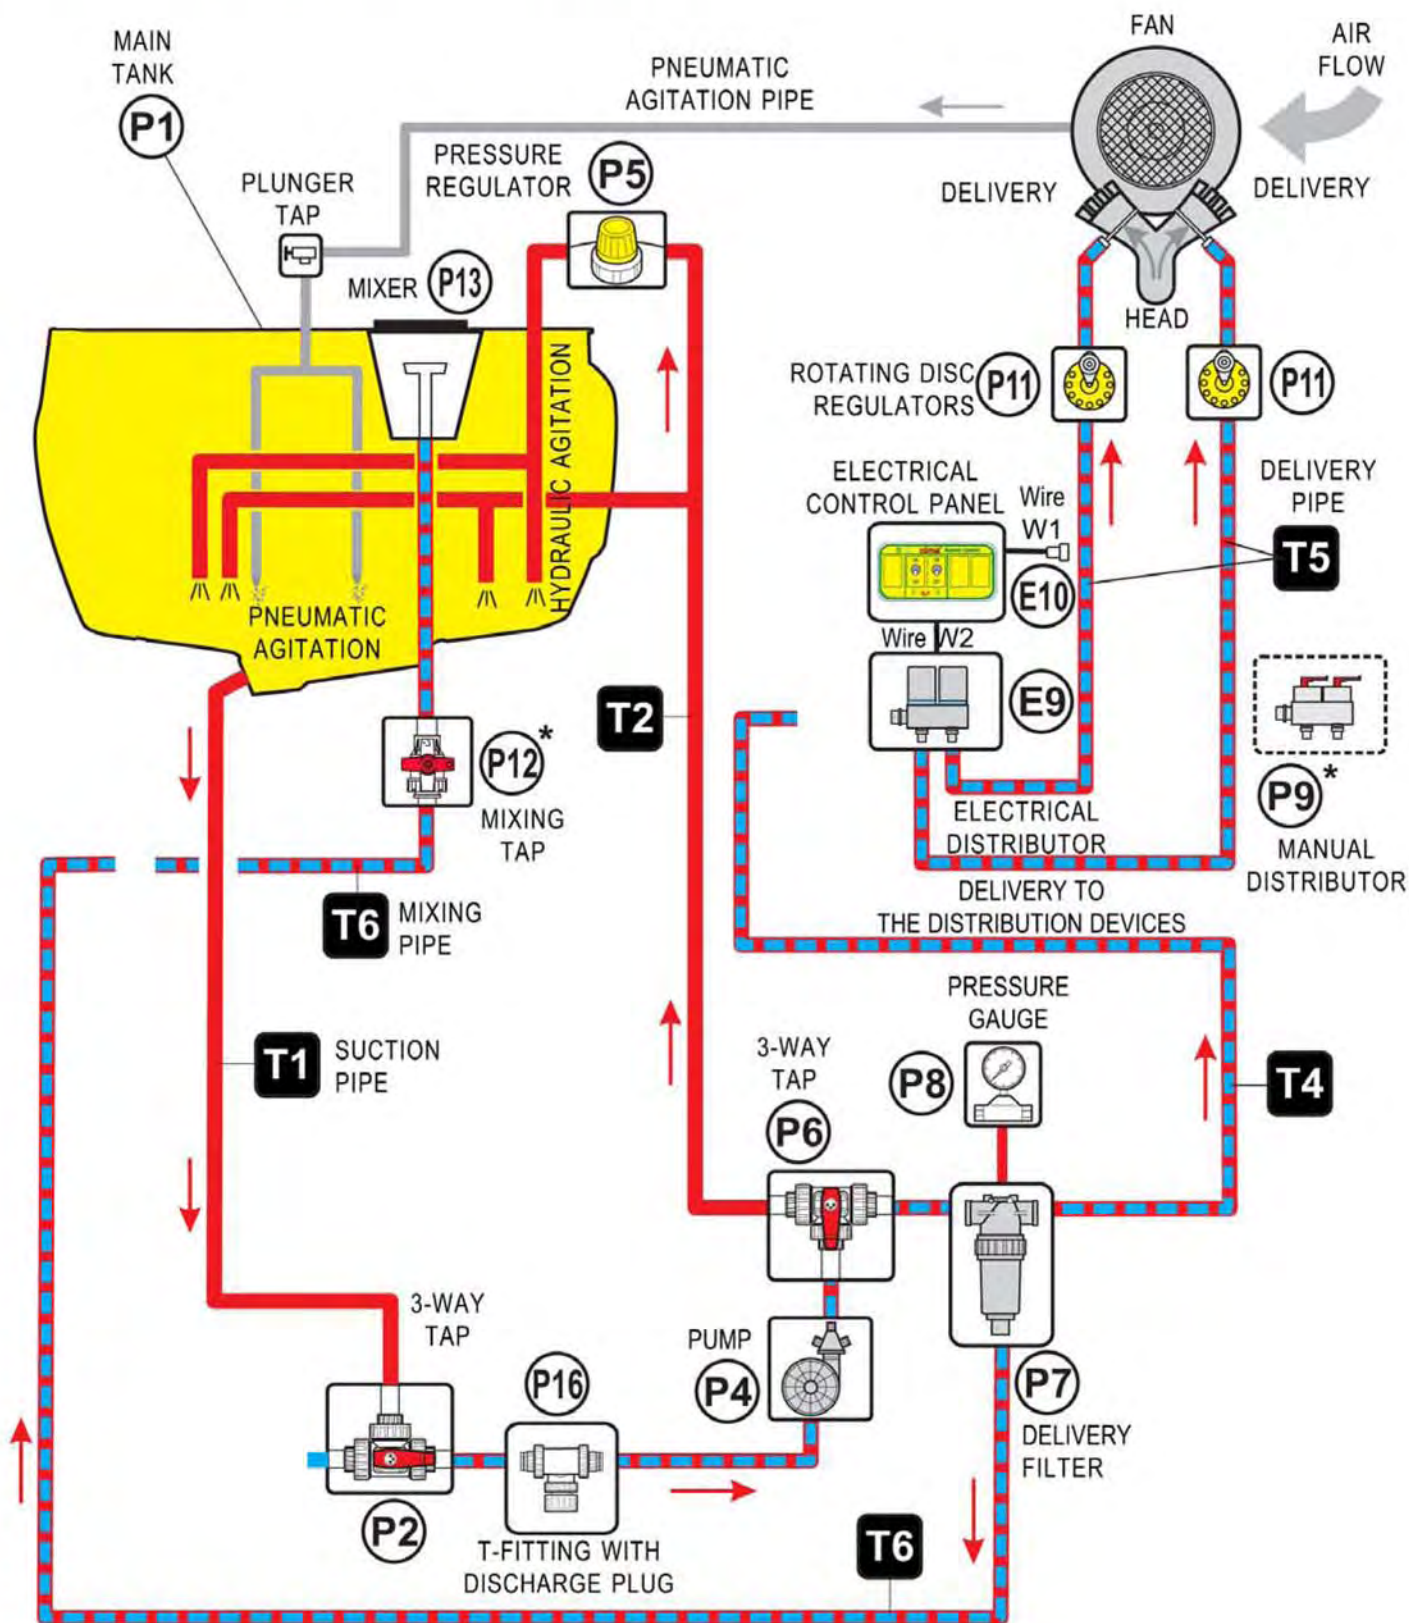 FAN
MAIN
TANK
P1
AIR
FLOW
PNEUMATIC
AGITATION PIPE
PRESSURE
REGULATOR
P5
PLUNGER
TAP
DELIVERY
DELIVERY
MIXER
P13
HEAD
HYDRAULIC AGITATION
ROTATING DISC
REGULATORS
P11
P11
ELECTRICAL
CONTROL PANEL
Wire
W1
E10
DELIVERY
PIPE
T5
PNEUMATIC
AGITATION
Wire W2
E9
T2
P12*
MIXING
TAP
P9*
MANUAL
DISTRIBUTOR
ELECTRICAL
DISTRIBUTOR
T6
MIXING
PIPE
DELIVERY TO
THE DISTRIBUTION DEVICES
PRESSURE
GAUGE
P8
T1
SUCTION
PIPE
3-WAY
TAP
P6
T4
3-WAY
TAP
PUMP
P4
P16
P7
DELIVERY
FILTER
P2
T-FITTING WITH
DISCHARGE PLUG
T6